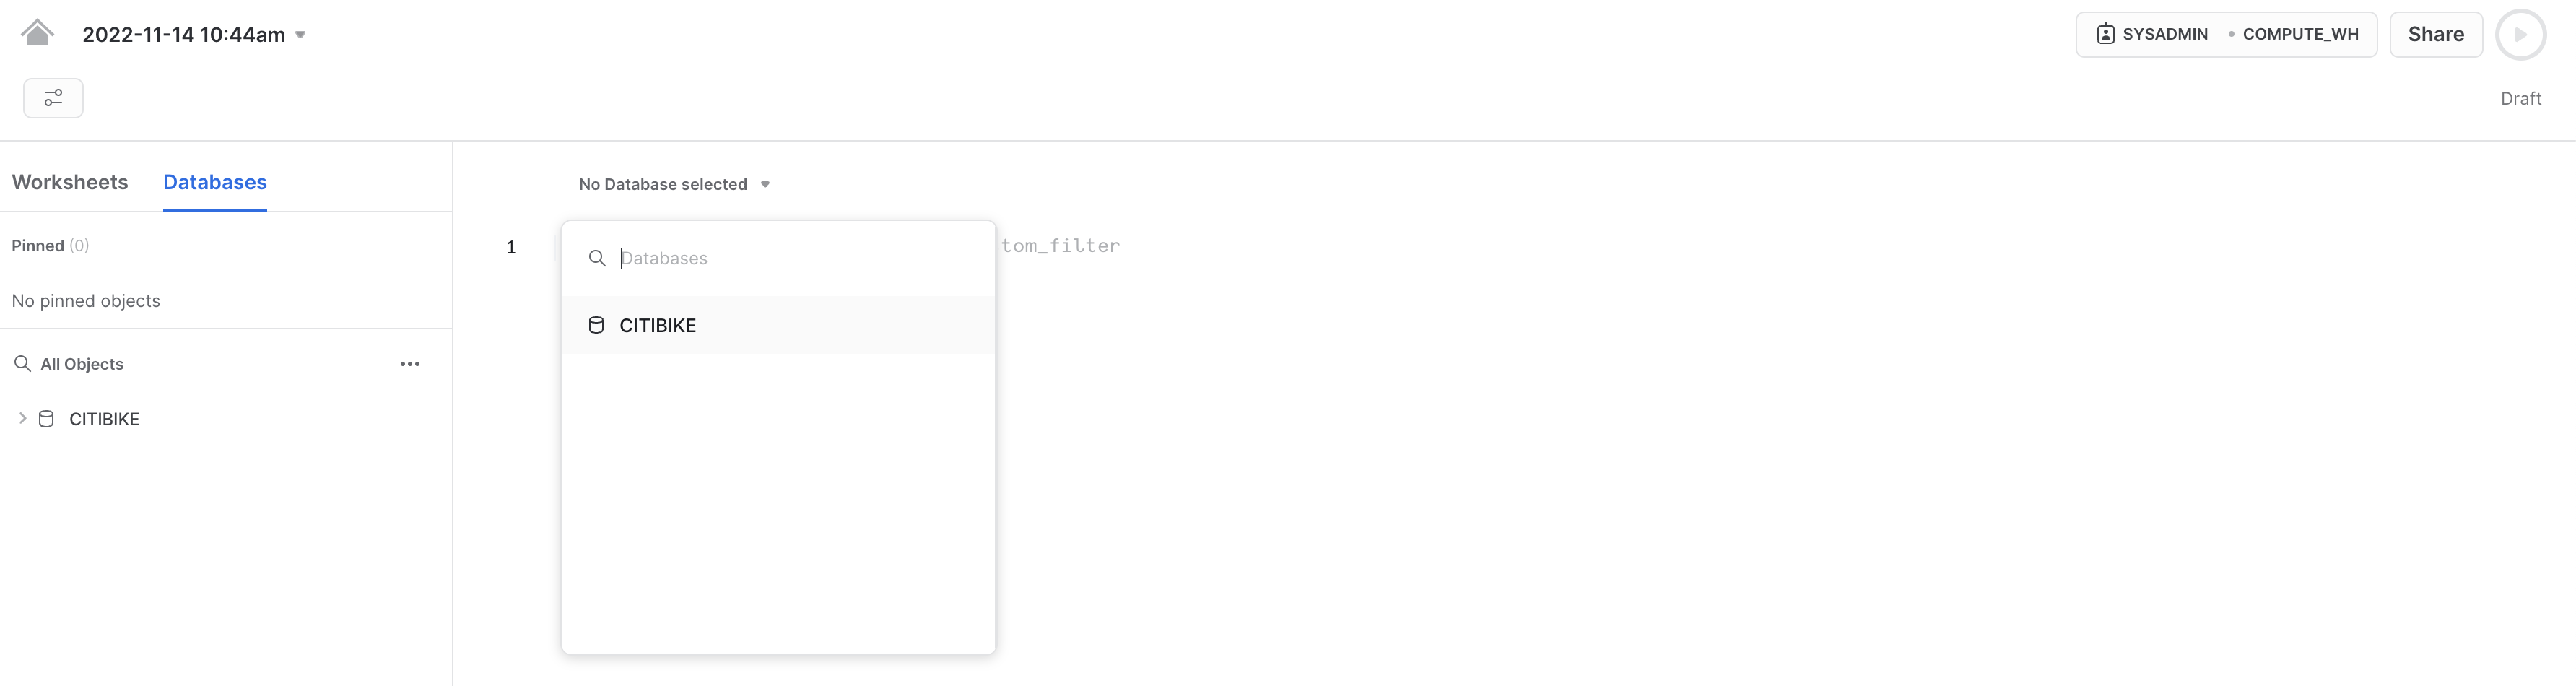 2022-11-14 10:44am
SYSADMIN • COMPUTE_WH
Share
Draft
Worksheets
Databases
Pinned (0)
No pinned objects
All Objects
CITIBIKE
No Database selected
1
tom_filter
Databases
CITIBIKE